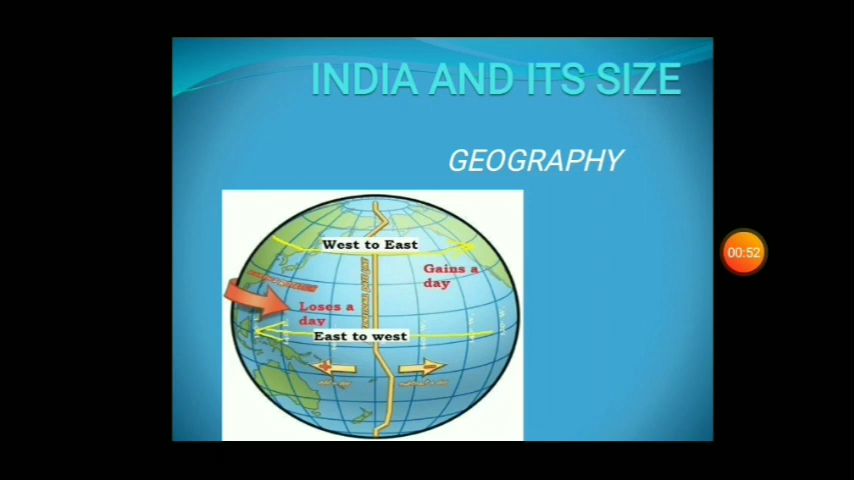 INDIA AND ITS SIZE
GEOGRAPHY
West to East
Gains a
day
Loses a
day
East to west
00:52